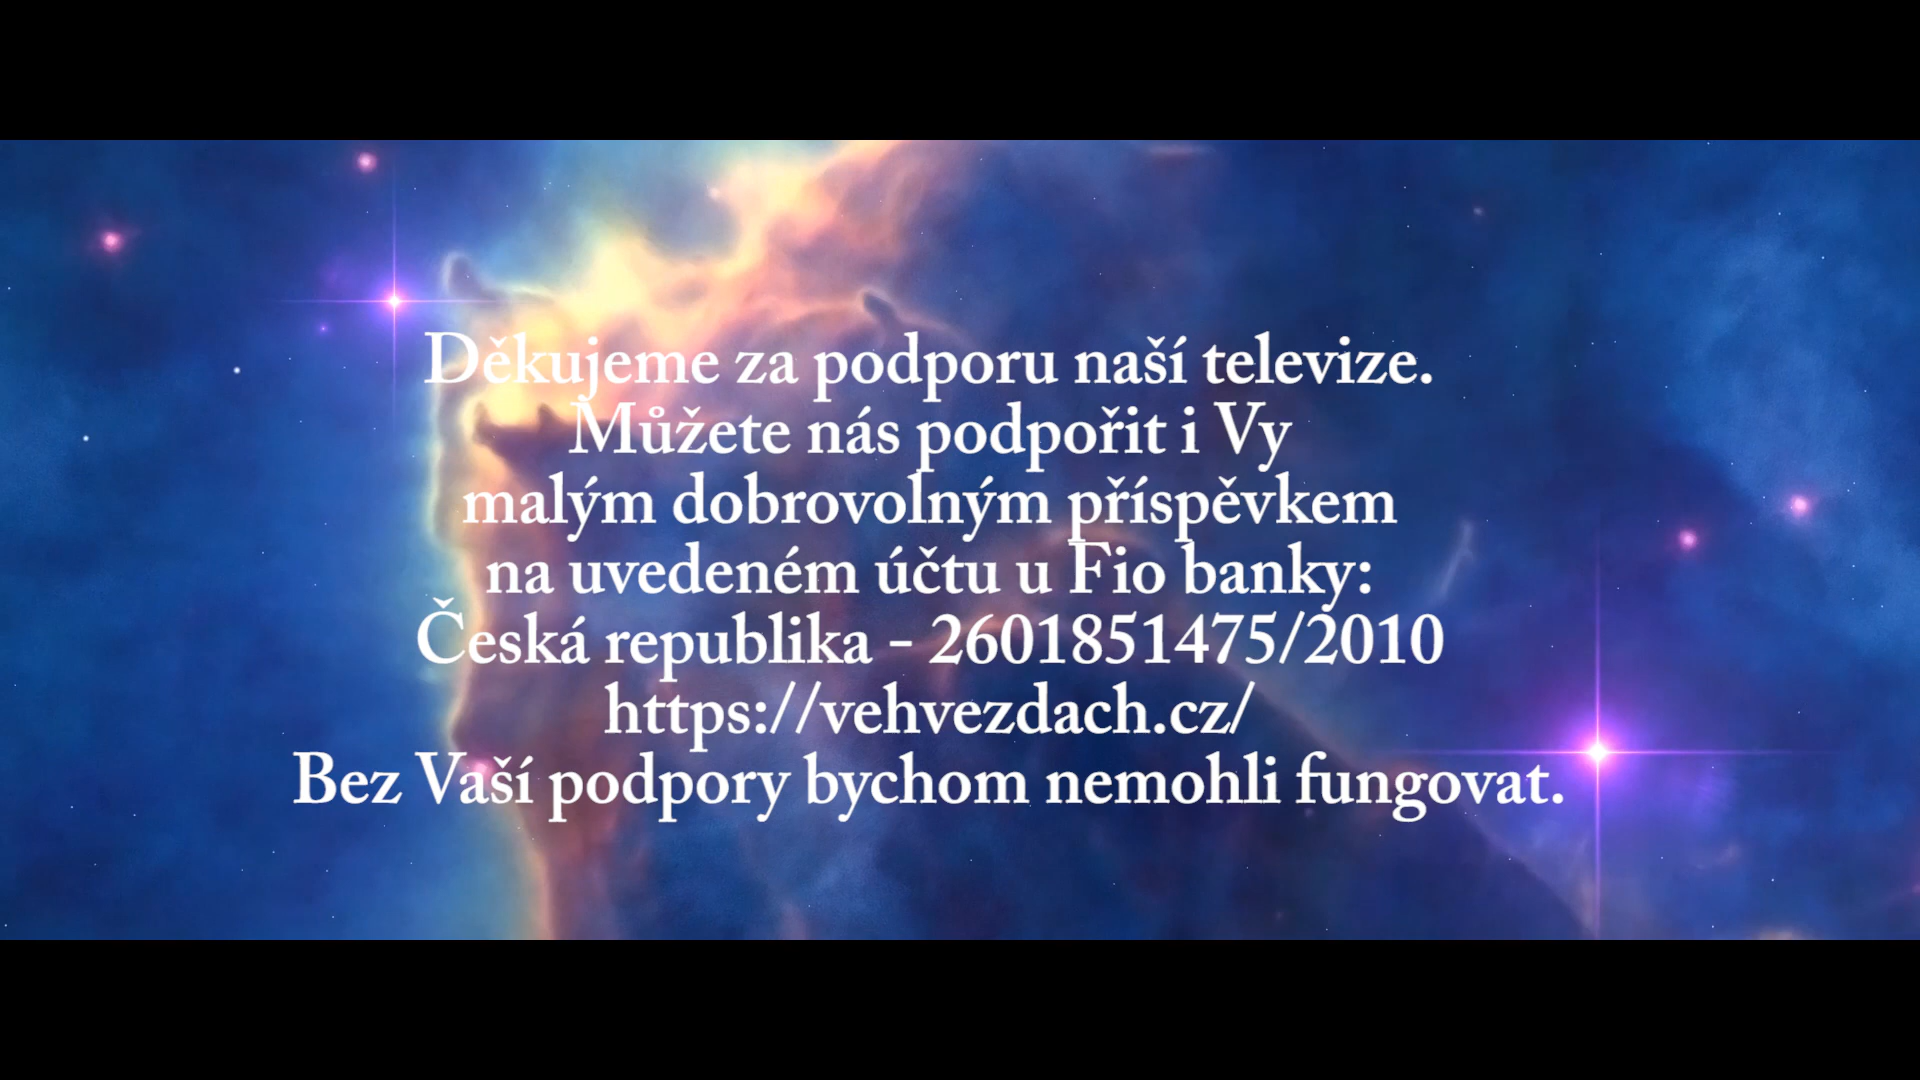 Děkujeme za podporu naší televize.
Můžete nás podpořit i Vy
malým dobrovolným příspěvkem
na uvedeném účtu u Fio banky:
Česká republika - 2601851475/2010
https://vehvezdach.cz/
Bez Vaší podpory bychom nemohli fungovat.